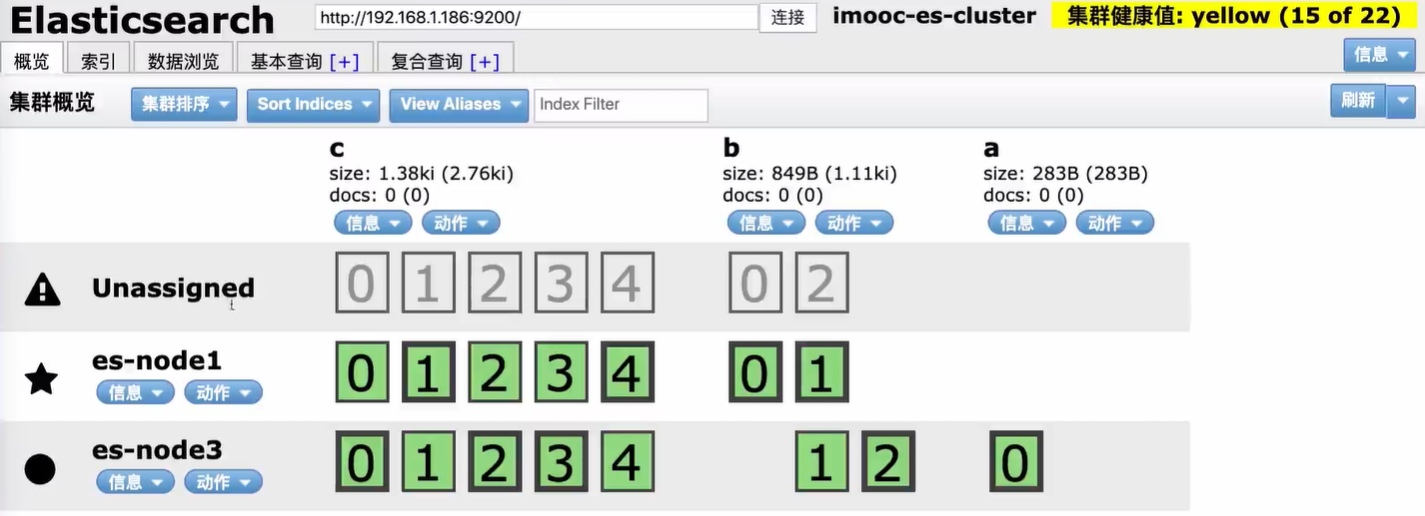 Elasticsearch http://192.168.1.186:9200/ 连接 imooc-es-cluster 集群健康值: yellow (15 of 22)
概览 索引 数据浏览 基本查询 [+] 复合查询 [+] 信息
集群概览 集群排序 Sort Indices View Aliases Index Filter 刷新
c b a
size: 1.38ki (2.76ki) size: 849B (1.11ki) size: 283B (283B)
docs: 0 (0) docs: 0 (0) docs: 0 (0)
信息 动作 信息 动作 信息 动作
Unassigned 0 1 2 3 4 0 2
es-node1 0 1 2 3 4 0 1
信息 动作
es-node3 0 1 2 3 4 1 2 0
信息 动作